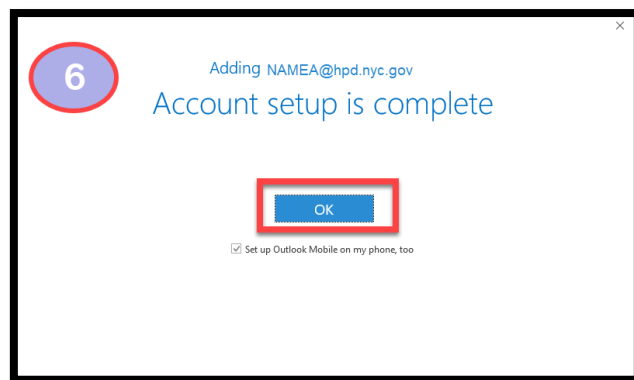 6
Adding NAMEA@hpd.nyc.gov
Account setup is complete
OK
Set up Outlook Mobile on my phone, too